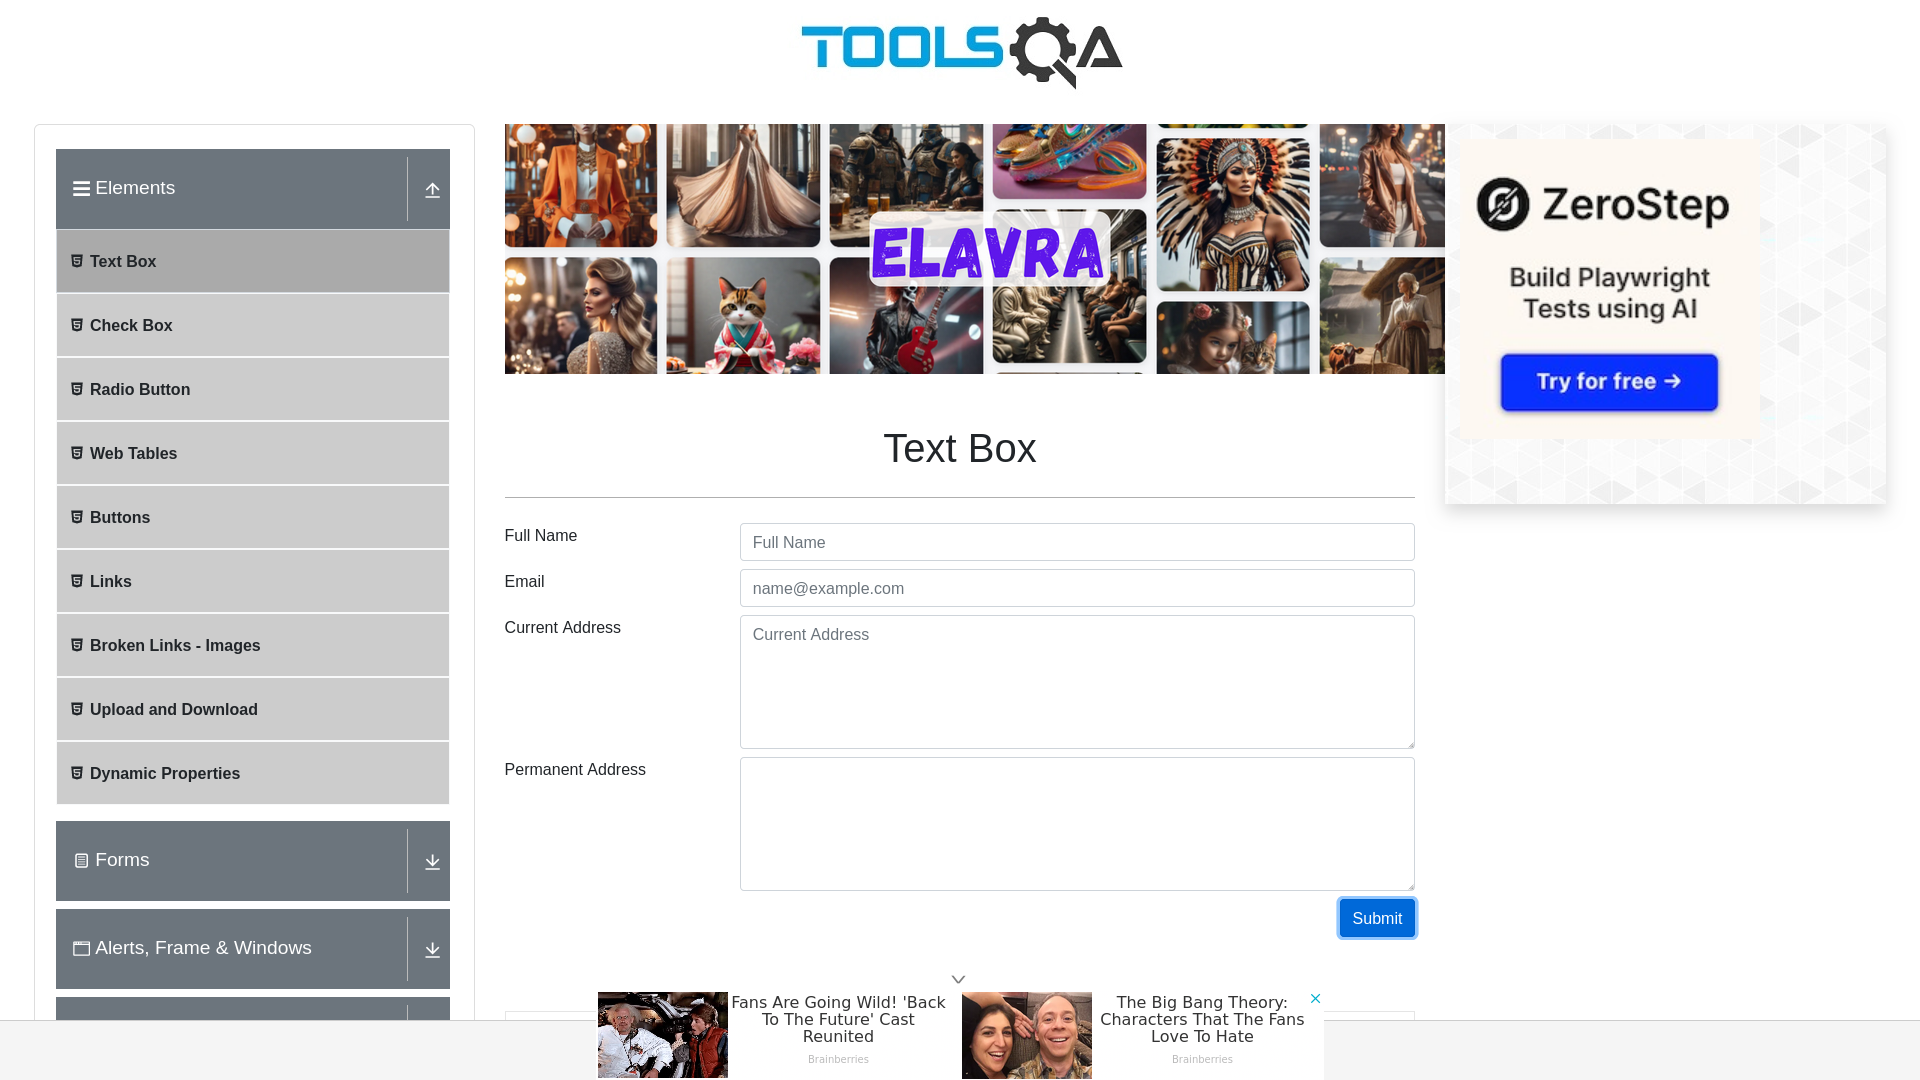 TOOLSQA
Elements
Text Box
Check Box
Radio Button
Web Tables
Buttons
Links
Broken Links - Images
Upload and Download
Dynamic Properties
Forms
Alerts, Frame & Windows
ELAVRA
Text Box
Full Name
Full Name
Email
name@example.com
Current Address
Current Address
Permanent Address
Submit
ZeroStep
Build Playwright
Tests using AI
Try for free →
Fans Are Going Wild! 'Back
To The Future' Cast
Reunited
Brainberries
The Big Bang Theory:
Characters That The Fans
Love To Hate
Brainberries